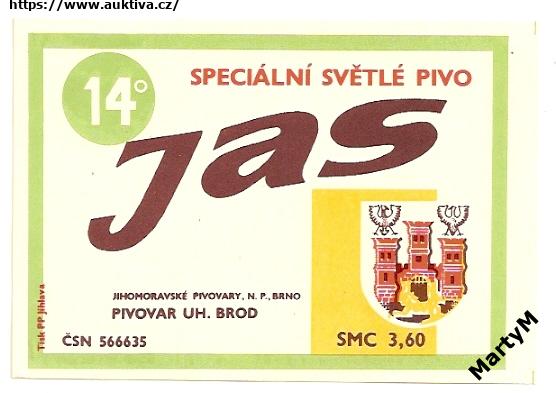 https://www.auktiva.cz/
14°
SPECIÁLNÍ SVĚTLÉ PIVO
Jas
JIHOMORAVSKÉ PIVOVARY, N. P., BRNO
PIVOVAR UH. BROD
ČSN 566635
SMC 3,60
Tisk PP Jihlava
MartyM